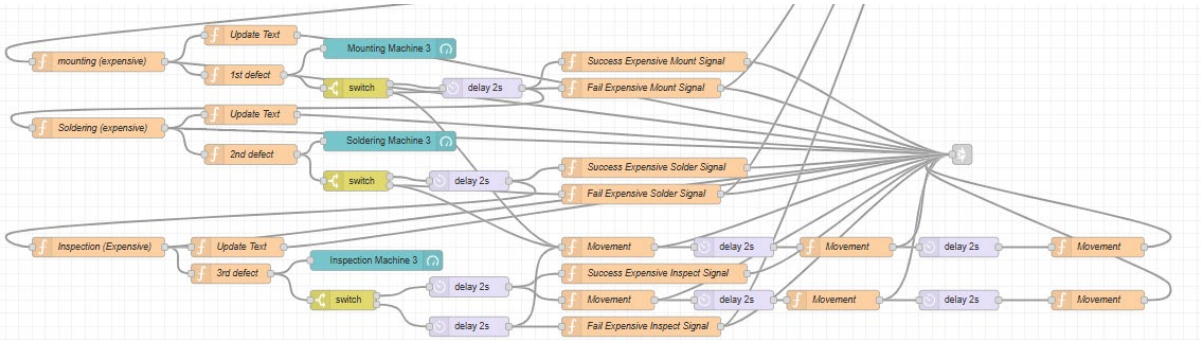 Update Text
Mounting Machine 3
mounting (expensive)
Success Expensive Mount Signal
1st defect
switch
delay 2s
Fail Expensive Mount Signal
Update Text
Soldering (expensive)
Soldering Machine 3
2nd defect
Success Expensive Solder Signal
switch
delay 2s
Fail Expensive Solder Signal
Inspection (Expensive)
Update Text
Movement
delay 2s
Movement
delay 2s
Movement
Inspection Machine 3
3rd defect
Success Expensive Inspect Signal
delay 2s
switch
Movement
delay 2s
Movement
delay 2s
Movement
delay 2s
Fail Expensive Inspect Signal